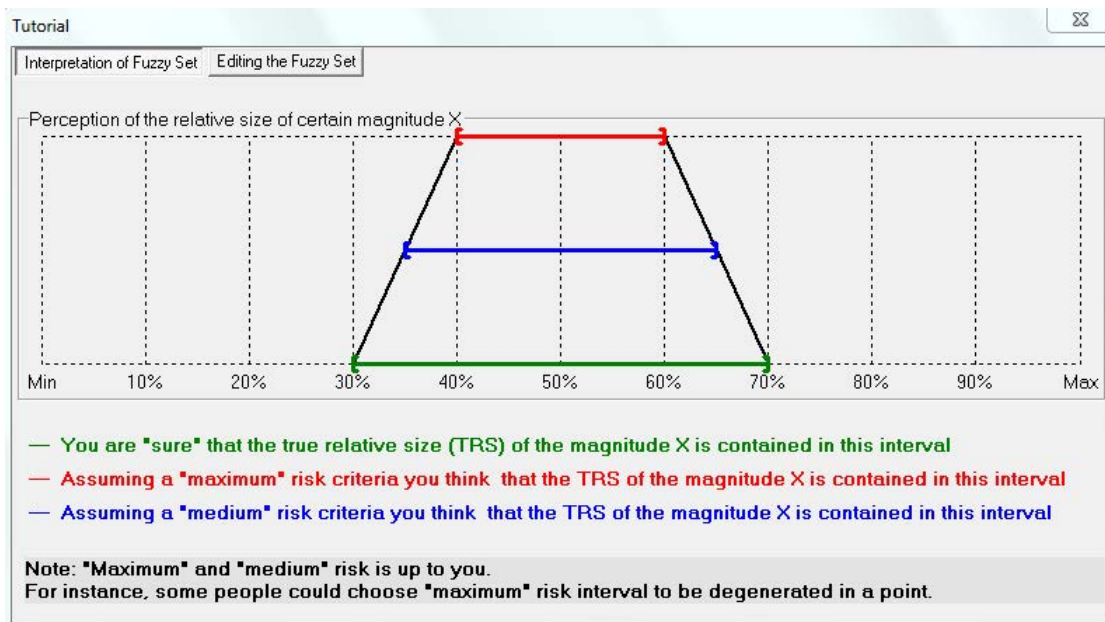 Tutorial
Interpretation of Fuzzy Set Editing the Fuzzy Set
Perception of the relative size of certain magnitude X
Min 10% 20% 30% 40% 50% 60% 70% 80% 90% Max
— You are "sure" that the true relative size (TRS) of the magnitude X is contained in this interval
— Assuming a "maximum" risk criteria you think that the TRS of the magnitude X is contained in this interval
— Assuming a "medium" risk criteria you think that the TRS of the magnitude X is contained in this interval
Note: "Maximum" and "medium" risk is up to you.
For instance, some people could choose "maximum" risk interval to be degenerated in a point.